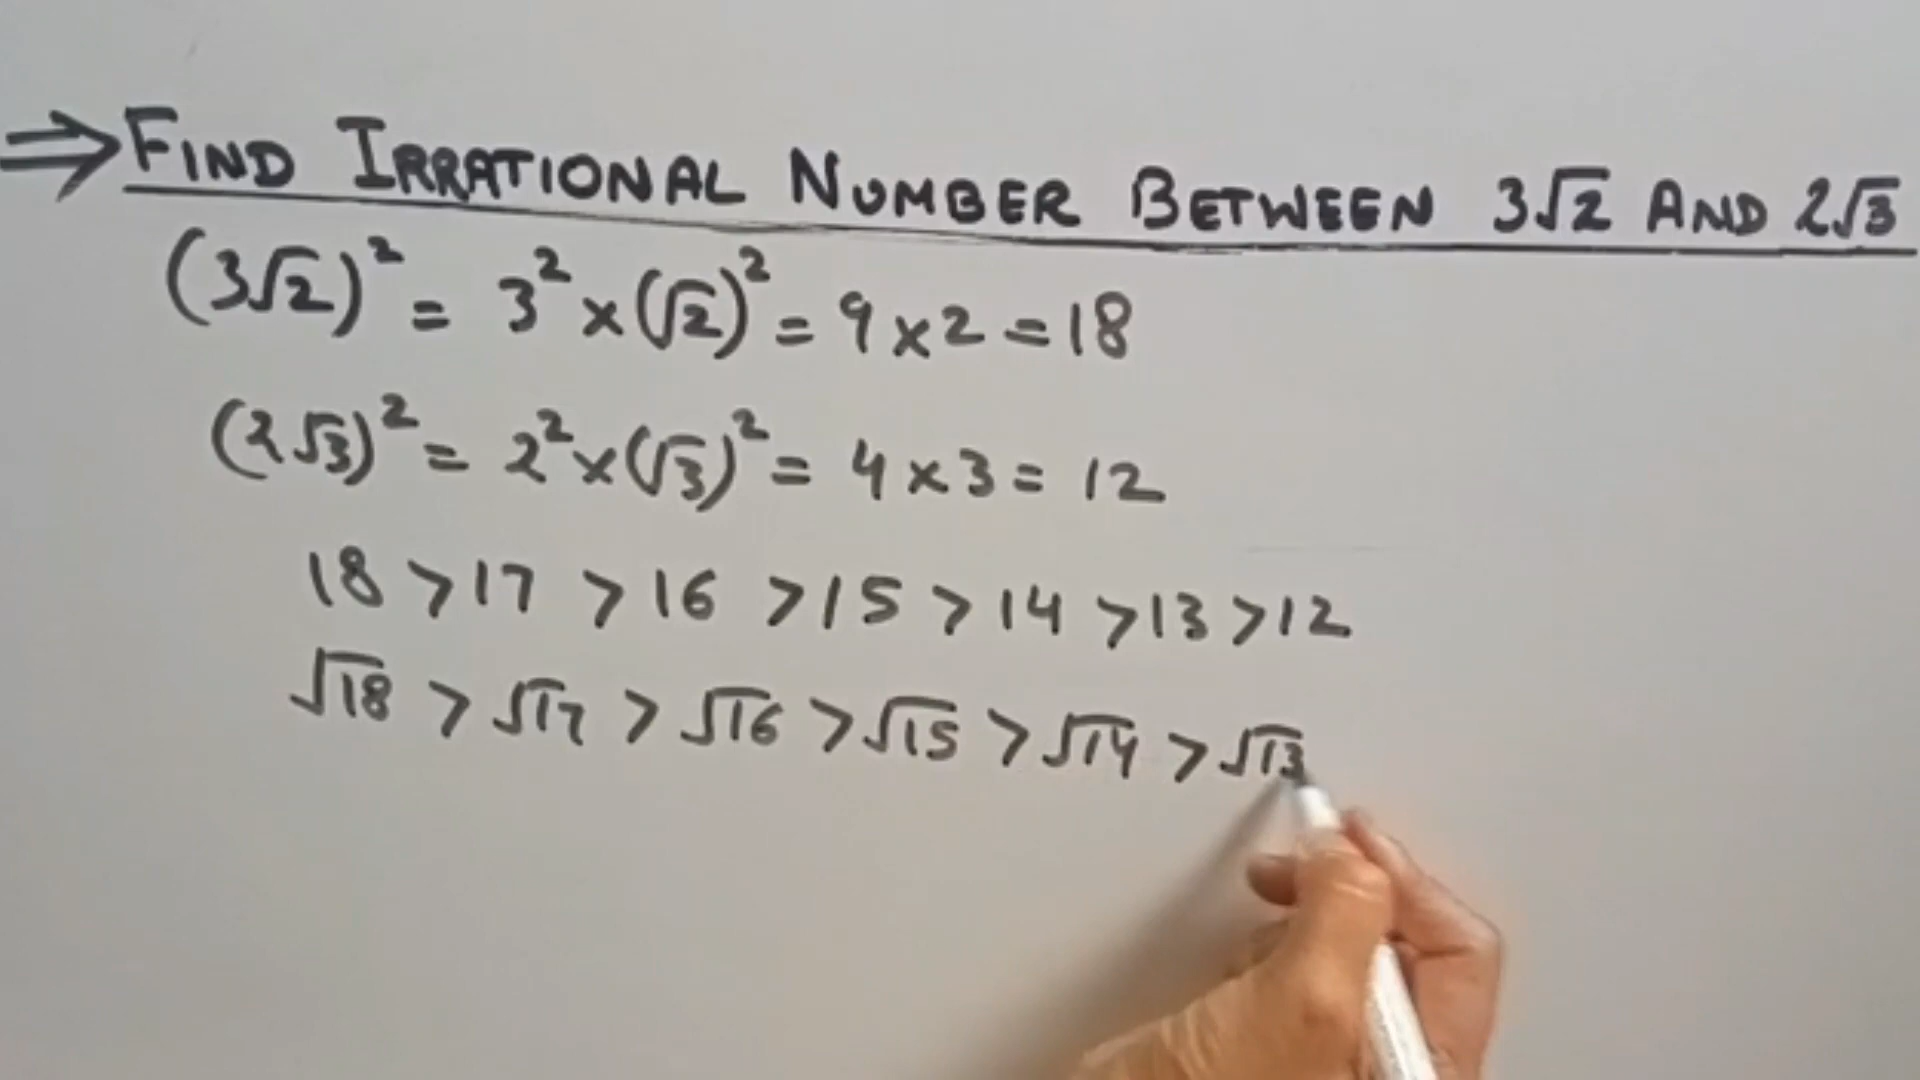 ⇒ FIND IRRATIONAL NUMBER BETWEEN 3√2 AND 2√3
(3√2)² = 3² × (√2)² = 9 × 2 = 18
(2√3)² = 2² × (√3)² = 4 × 3 = 12
18 > 17 > 16 > 15 > 14 > 13 > 12
√18 > √17 > √16 > √15 > √14 > √13